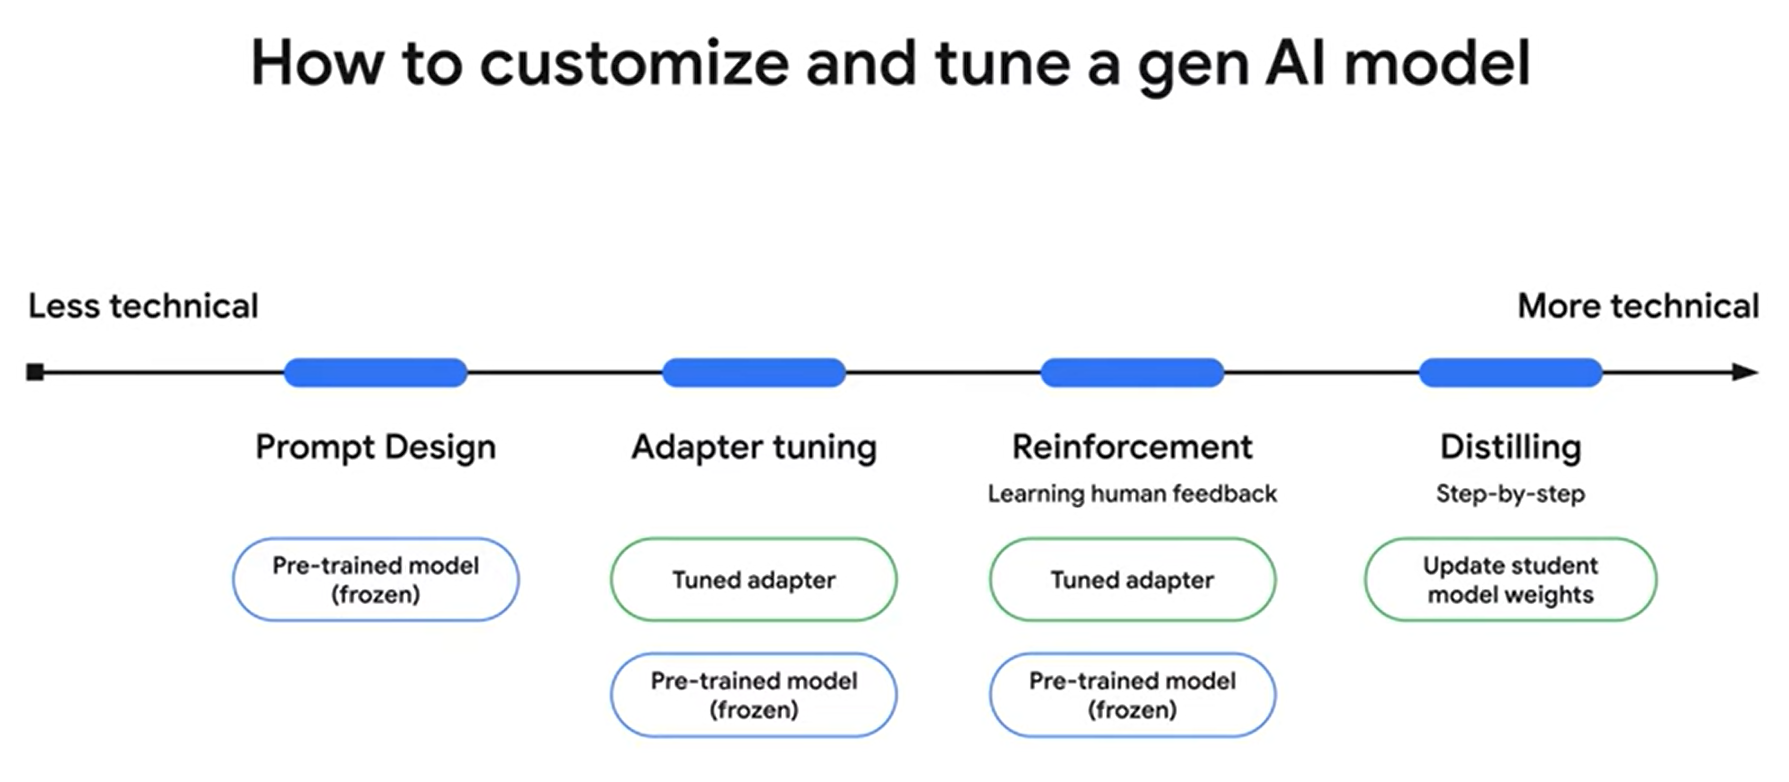 How to customize and tune a gen AI model
Less technical
More technical
Prompt Design
Adapter tuning
Reinforcement
Distilling
Learning human feedback
Step-by-step
Pre-trained model
(frozen)
Tuned adapter
Tuned adapter
Update student
model weights
Pre-trained model
(frozen)
Pre-trained model
(frozen)